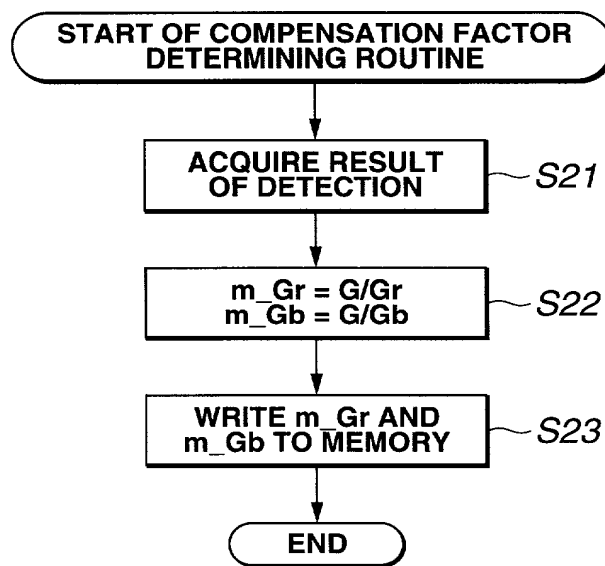 START OF COMPENSATION FACTOR
DETERMINING ROUTINE
ACQUIRE RESULT
OF DETECTION
S21
m_Gr = G/Gr
m_Gb = G/Gb
S22
WRITE m_Gr AND
m_Gb TO MEMORY
S23
END